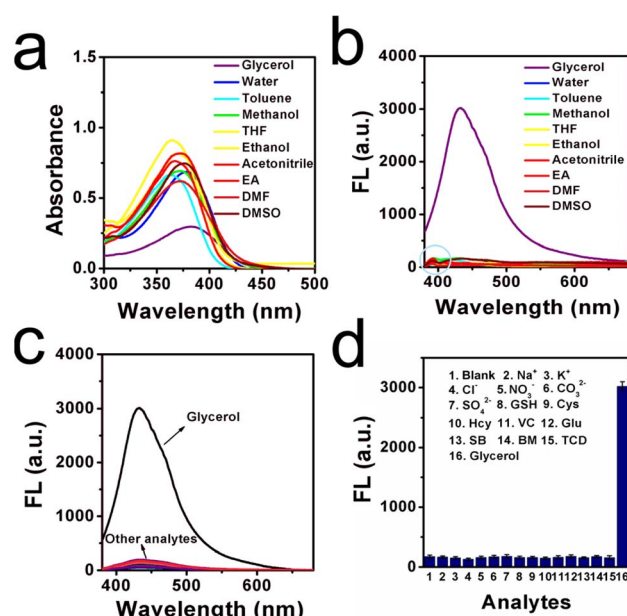 a
1.5
1.0
0.5
0.0
Absorbance
Glycerol
Water
Toluene
Methanol
THF
Ethanol
Acetonitrile
EA
DMF
DMSO
300 350 400 450 500
Wavelength (nm)
b
4000
3000
2000
1000
0
FL (a.u.)
Glycerol
Water
Toluene
Methanol
THF
Ethanol
Acetonitrile
EA
DMF
DMSO
400 500 600
Wavelength (nm)
c
4000
3000
2000
1000
0
FL (a.u.)
Glycerol
Other analytes
400 500 600
Wavelength (nm)
d
3000
2000
1000
0
FL (a.u.)
1. Blank 2. Na⁺ 3. K⁺
4. Cl⁻ 5. NO₃⁻ 6. CO₃²⁻
7. SO₄²⁻ 8. GSH 9. Cys
10. Hcy 11. VC 12. Glu
13. SB 14. BM 15. TCD
16. Glycerol
1 2 3 4 5 6 7 8 9 10 11 12 13 14 15 16
Analytes